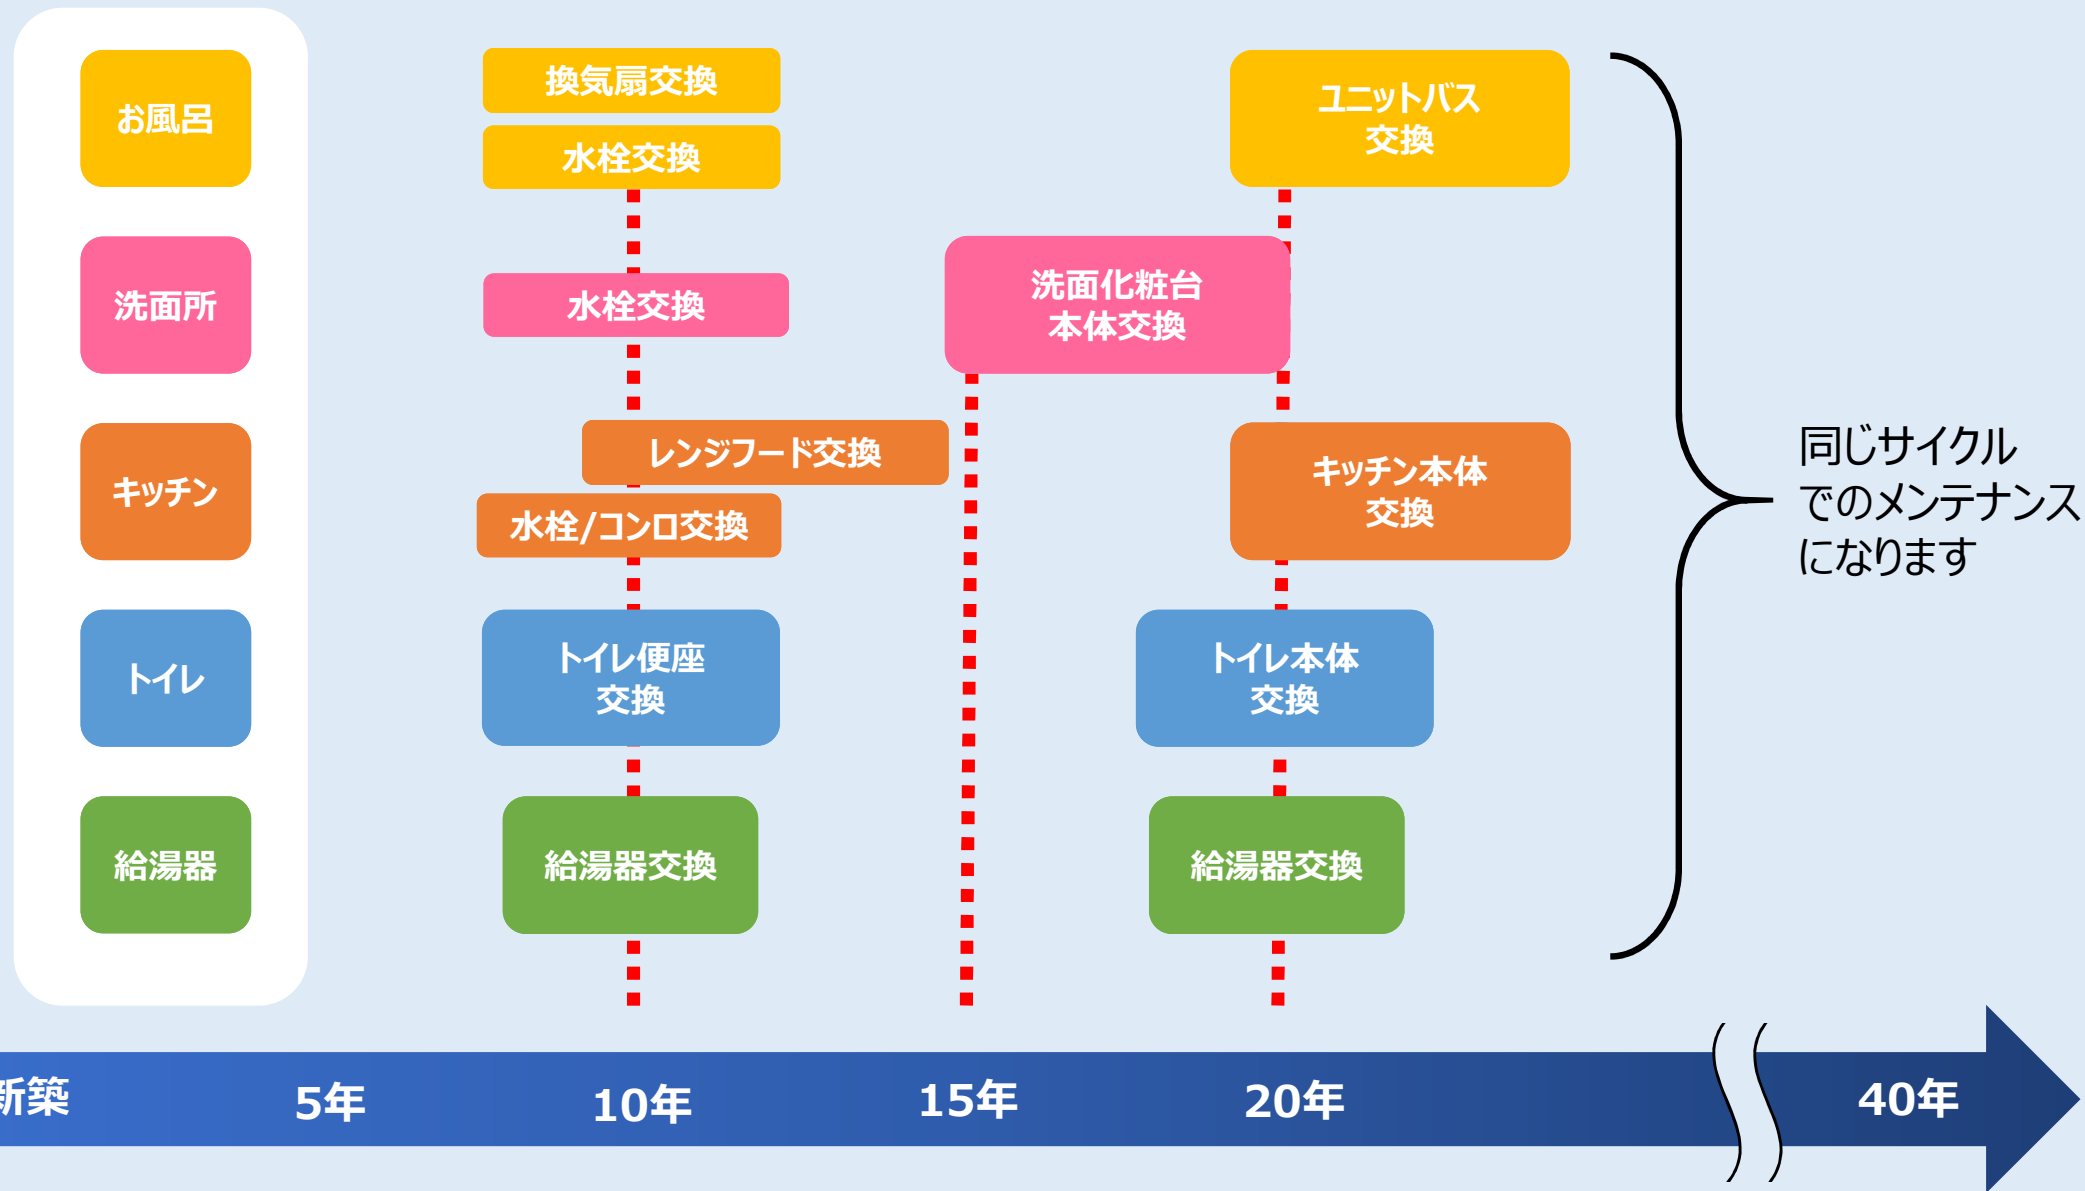 お風呂
換気扇交換
水栓交換
ユニットバス
交換
洗面所
水栓交換
洗面化粧台
本体交換
キッチン
レンジフード交換
水栓/コンロ交換
キッチン本体
交換
トイレ
トイレ便座
交換
トイレ本体
交換
給湯器
給湯器交換
給湯器交換
同じサイクル
でのメンテナンス
になります
新築
5年
10年
15年
20年
40年